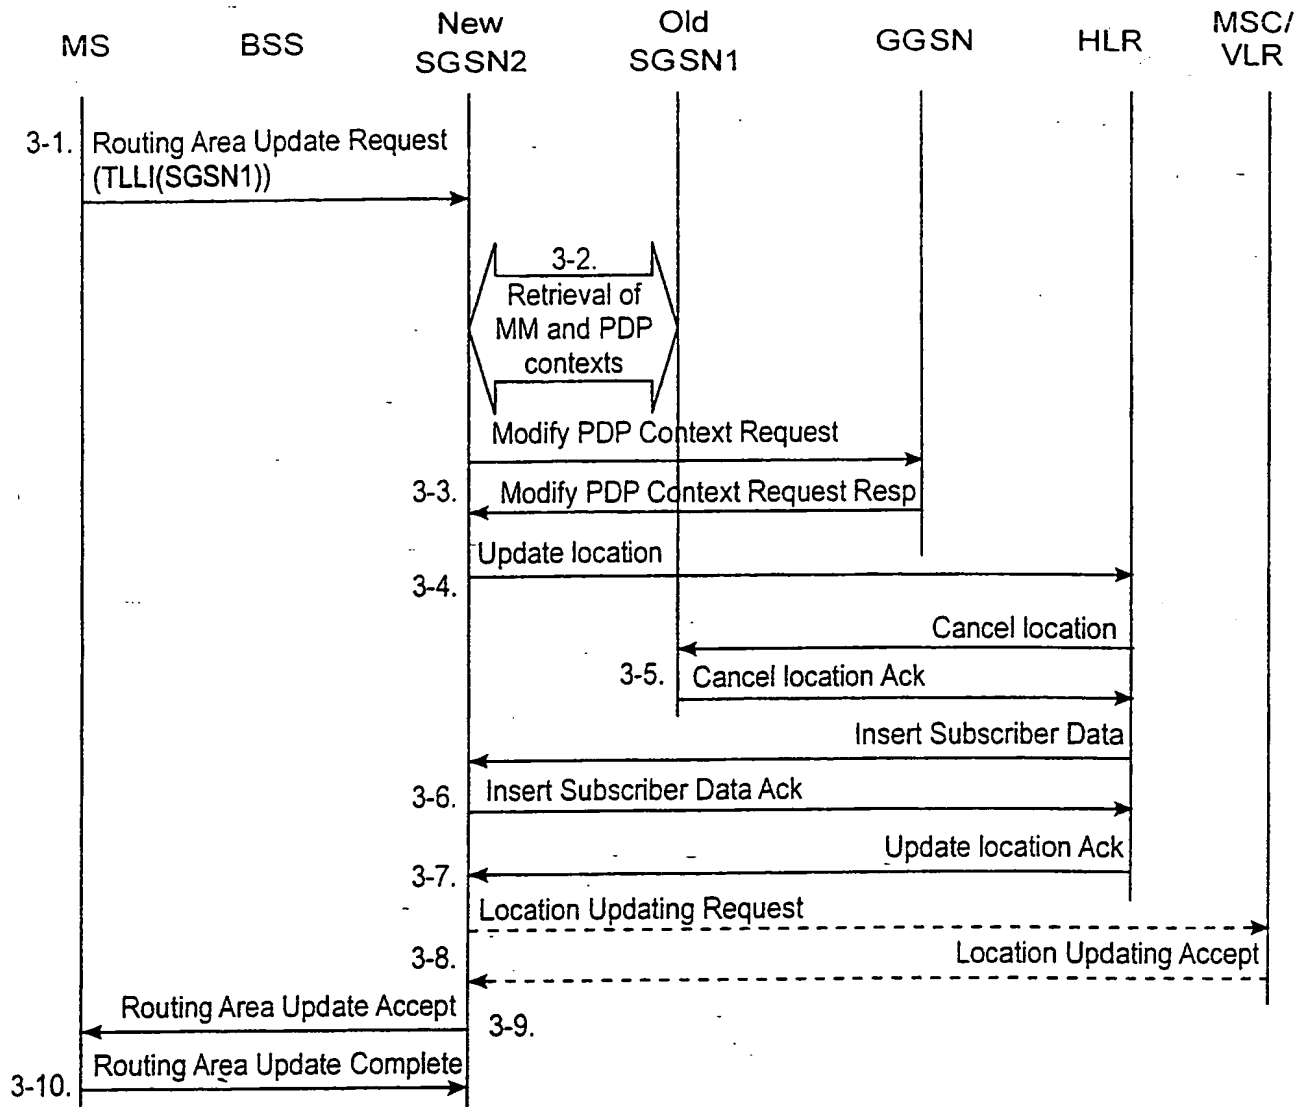 MS
BSS
New
SGSN2
Old
SGSN1
GGSN
HLR
MSC/
VLR
3-1.
Routing Area Update Request
(TLLI(SGSN1))
3-2.
Retrieval of
MM and PDP
contexts
Modify PDP Context Request
3-3.
Modify PDP Context Request Resp
Update location
3-4.
Cancel location
3-5.
Cancel location Ack
Insert Subscriber Data
3-6.
Insert Subscriber Data Ack
Update location Ack
3-7.
Location Updating Request
3-8.
Location Updating Accept
Routing Area Update Accept
3-9.
Routing Area Update Complete
3-10.